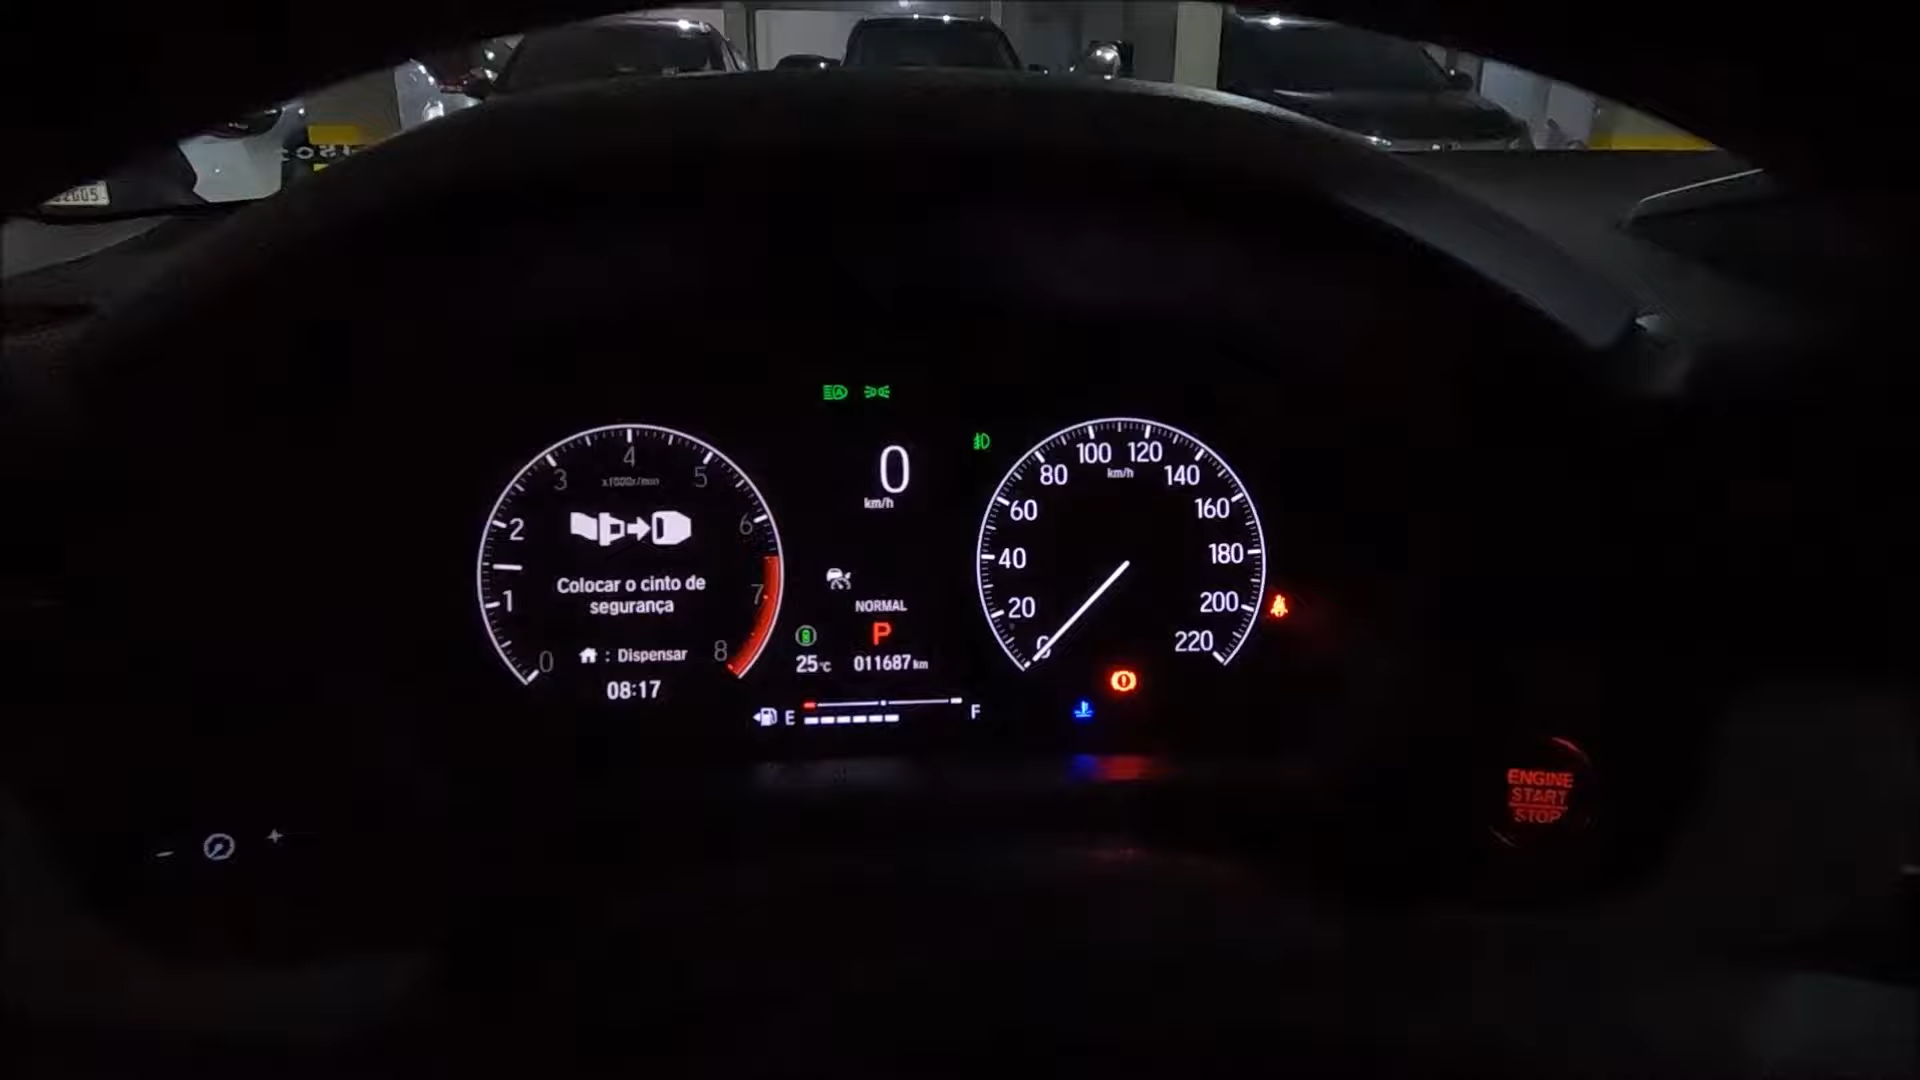 2G05
0
1
2
3
4
5
6
7
8
x1000r/min
Colocar o cinto de
segurança
: Dispensar
08:17
0
km/h
NORMAL
P
25°C 011687 km
E F
20
40
60
80
100
120
140
160
180
200
220
km/h
- +
ENGINE
START
STOP